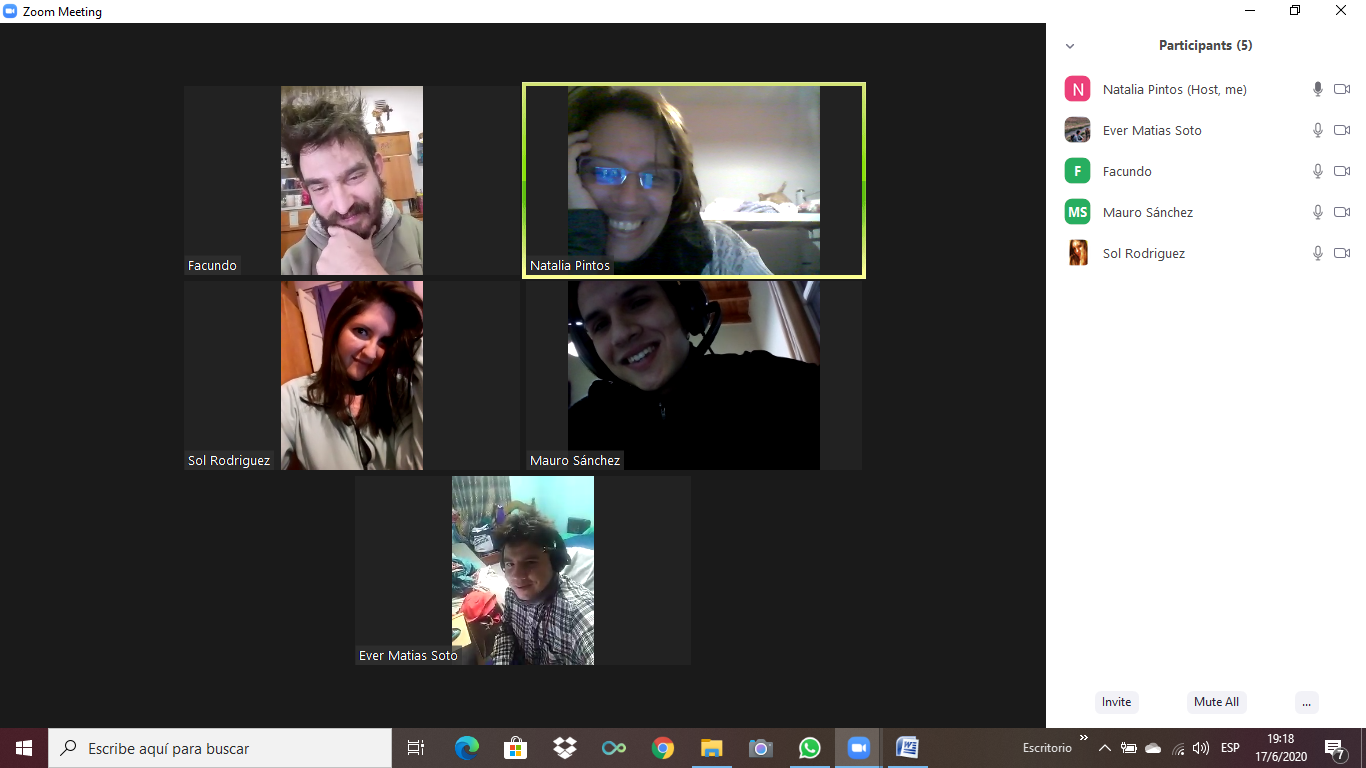 Zoom Meeting
Participants (5)
N Natalia Pintos (Host, me)
Ever Matias Soto
F Facundo
MS Mauro Sánchez
Sol Rodriguez
Facundo
Natalia Pintos
Sol Rodriguez
Mauro Sánchez
Ever Matias Soto
Invite
Mute All
...
Escribe aquí para buscar
Escritorio
»
ESP
19:18
17/6/2020
7